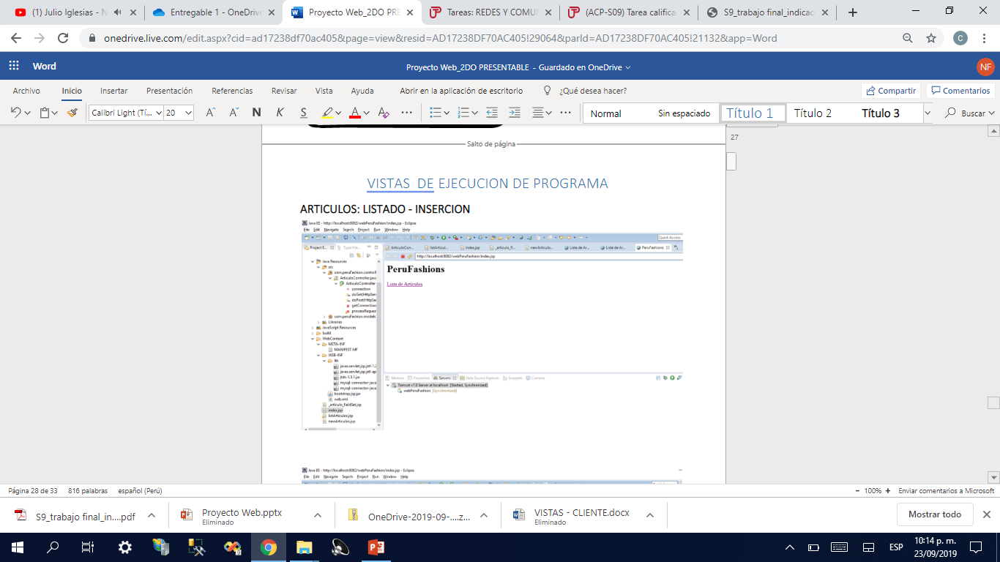 (1) Julio Iglesias - N
Entregable 1 - OneDrive
Proyecto Web_2DO PRE
Tareas: REDES Y COMUN
(ACP-S09) Tarea califica
S9_trabajo final_indicac
onedrive.live.com/edit.aspx?cid=ad17238df70ac405&page=view&resid=AD17238DF70AC405!29064&parId=AD17238DF70AC405!21132&app=Word
C
Word
Proyecto Web_2DO PRESENTABLE - Guardado en OneDrive
NF
Archivo Inicio Insertar Presentación Referencias Revisar Vista Ayuda Abrir en la aplicación de escritorio ¿Qué desea hacer? Compartir Comentarios
Calibri Light (Tí... 20 N K S A Normal Sin espaciado Título 1 Título 2 Título 3 Buscar
Salto de página
27
VISTAS DE EJECUCION DE PROGRAMA
ARTICULOS: LISTADO - INSERCION
Java EE - http://localhost:8082/webPeruFashion/index.jsp - Eclipse
File Edit Navigate Search Project Run Window Help
Quick Access
Project E...
ArticuloCon...
listArticul...
index.jsp
_articulo_f...
newArticulo...
Lista de Ar...
Lista de Ar...
PeruFashions
http://localhost:8082/webPeruFashion/index.jsp
PeruFashions
Lista de Articulos
Java Resources
src
com.peruFashion.controll
ArticuloController.java
ArticuloController
connection
doGet(HttpServ
doPost(HttpSe
getConnection
processReques
com.peruFashion.models
Libraries
JavaScript Resources
build
WebContent
META-INF
MANIFEST.MF
WEB-INF
lib
javax.servlet.jsp.jstl-1.2
javax.servlet.jsp.jstl-ap
jtds-1.3.1.jar
mysql-connector-java
mysql-connector-java
bootstrap.jsp.jar
web.xml
_articulo_fieldSet.jsp
index.jsp
listArticulos.jsp
newArticulos.jsp
Markers Properties Servers Data Source Explorer Snippets Console
Tomcat v7.0 Server at localhost [Started, Synchronized]
webPeruFashion [Synchronized]
Java EE - http://localhost:8082/webPeruFashion/index.jsp - Eclipse
File Edit Navigate Search Project Run Window Help
Página 28 de 33 816 palabras español (Perú) - 100% + Enviar comentarios a Microsoft
S9_trabajo final_in....pdf
Proyecto Web.pptx
Eliminado
OneDrive-2019-09-....z...
VISTAS - CLIENTE.docx
Eliminado
Mostrar todo
ESP
10:14 p. m.
23/09/2019